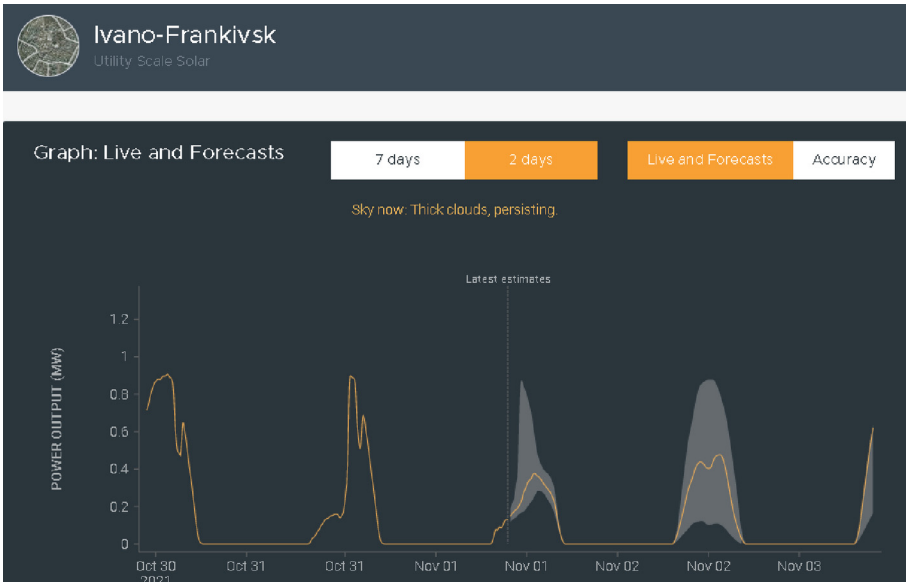 Ivano-Frankivsk
Utility Scale Solar
Graph: Live and Forecasts
7 days
2 days
Live and Forecasts
Accuracy
Sky now: Thick clouds, persisting.
Latest estimates
POWER OUTPUT (MW)
1.2
1
0.8
0.6
0.4
0.2
0
Oct 30 Oct 31 Oct 31 Nov 01 Nov 01 Nov 02 Nov 02 Nov 03
2021